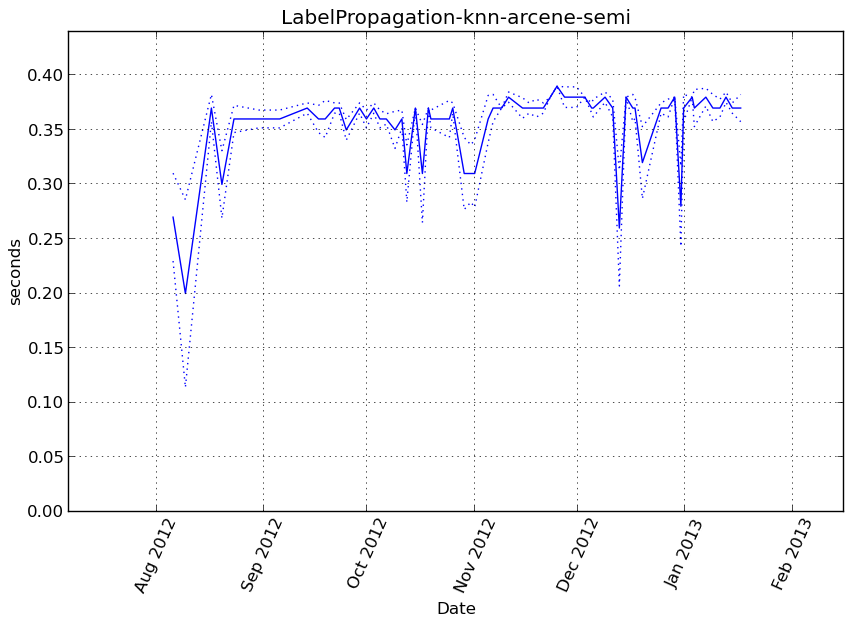 LabelPropagation-knn-arcene-semi
seconds
0.40
0.35
0.30
0.25
0.20
0.15
0.10
0.05
0.00
Aug 2012
Sep 2012
Oct 2012
Nov 2012
Dec 2012
Jan 2013
Feb 2013
Date